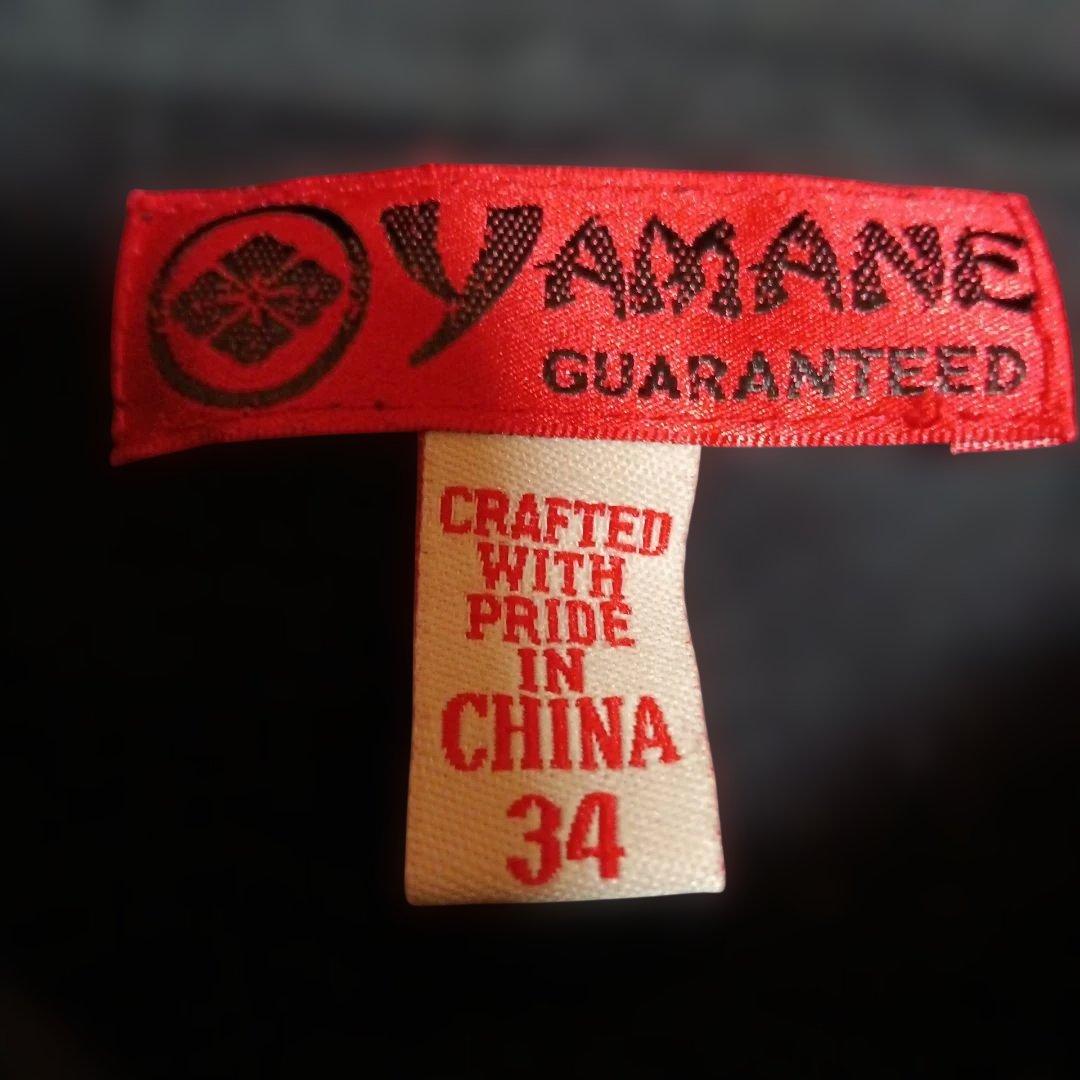 YAMANE
GUARANTEED
CRAFTED
WITH
PRIDE
IN
CHINA
34